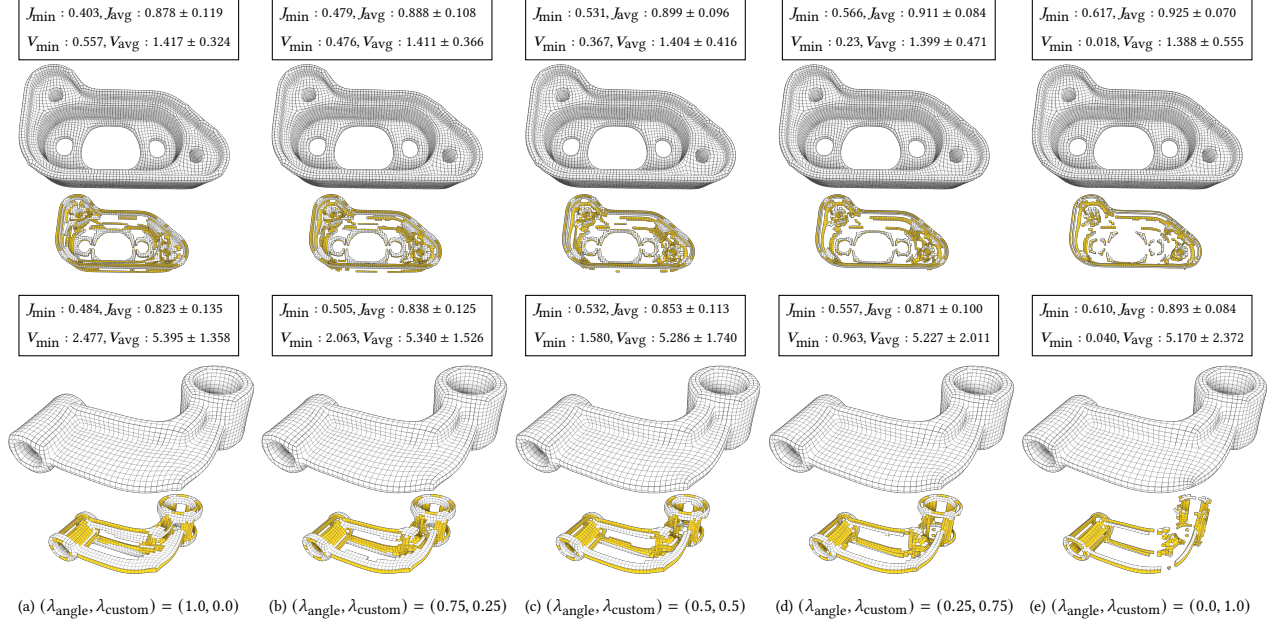 J_min : 0.403, J_avg : 0.878 ± 0.119
V_min : 0.557, V_avg : 1.417 ± 0.324
J_min : 0.479, J_avg : 0.888 ± 0.108
V_min : 0.476, V_avg : 1.411 ± 0.366
J_min : 0.531, J_avg : 0.899 ± 0.096
V_min : 0.367, V_avg : 1.404 ± 0.416
J_min : 0.566, J_avg : 0.911 ± 0.084
V_min : 0.23, V_avg : 1.399 ± 0.471
J_min : 0.617, J_avg : 0.925 ± 0.070
V_min : 0.018, V_avg : 1.388 ± 0.555
J_min : 0.484, J_avg : 0.823 ± 0.135
V_min : 2.477, V_avg : 5.395 ± 1.358
J_min : 0.505, J_avg : 0.838 ± 0.125
V_min : 2.063, V_avg : 5.340 ± 1.526
J_min : 0.532, J_avg : 0.853 ± 0.113
V_min : 1.580, V_avg : 5.286 ± 1.740
J_min : 0.557, J_avg : 0.871 ± 0.100
V_min : 0.963, V_avg : 5.227 ± 2.011
J_min : 0.610, J_avg : 0.893 ± 0.084
V_min : 0.040, V_avg : 5.170 ± 2.372
(a) (λ_angle, λ_custom) = (1.0, 0.0)
(b) (λ_angle, λ_custom) = (0.75, 0.25)
(c) (λ_angle, λ_custom) = (0.5, 0.5)
(d) (λ_angle, λ_custom) = (0.25, 0.75)
(e) (λ_angle, λ_custom) = (0.0, 1.0)